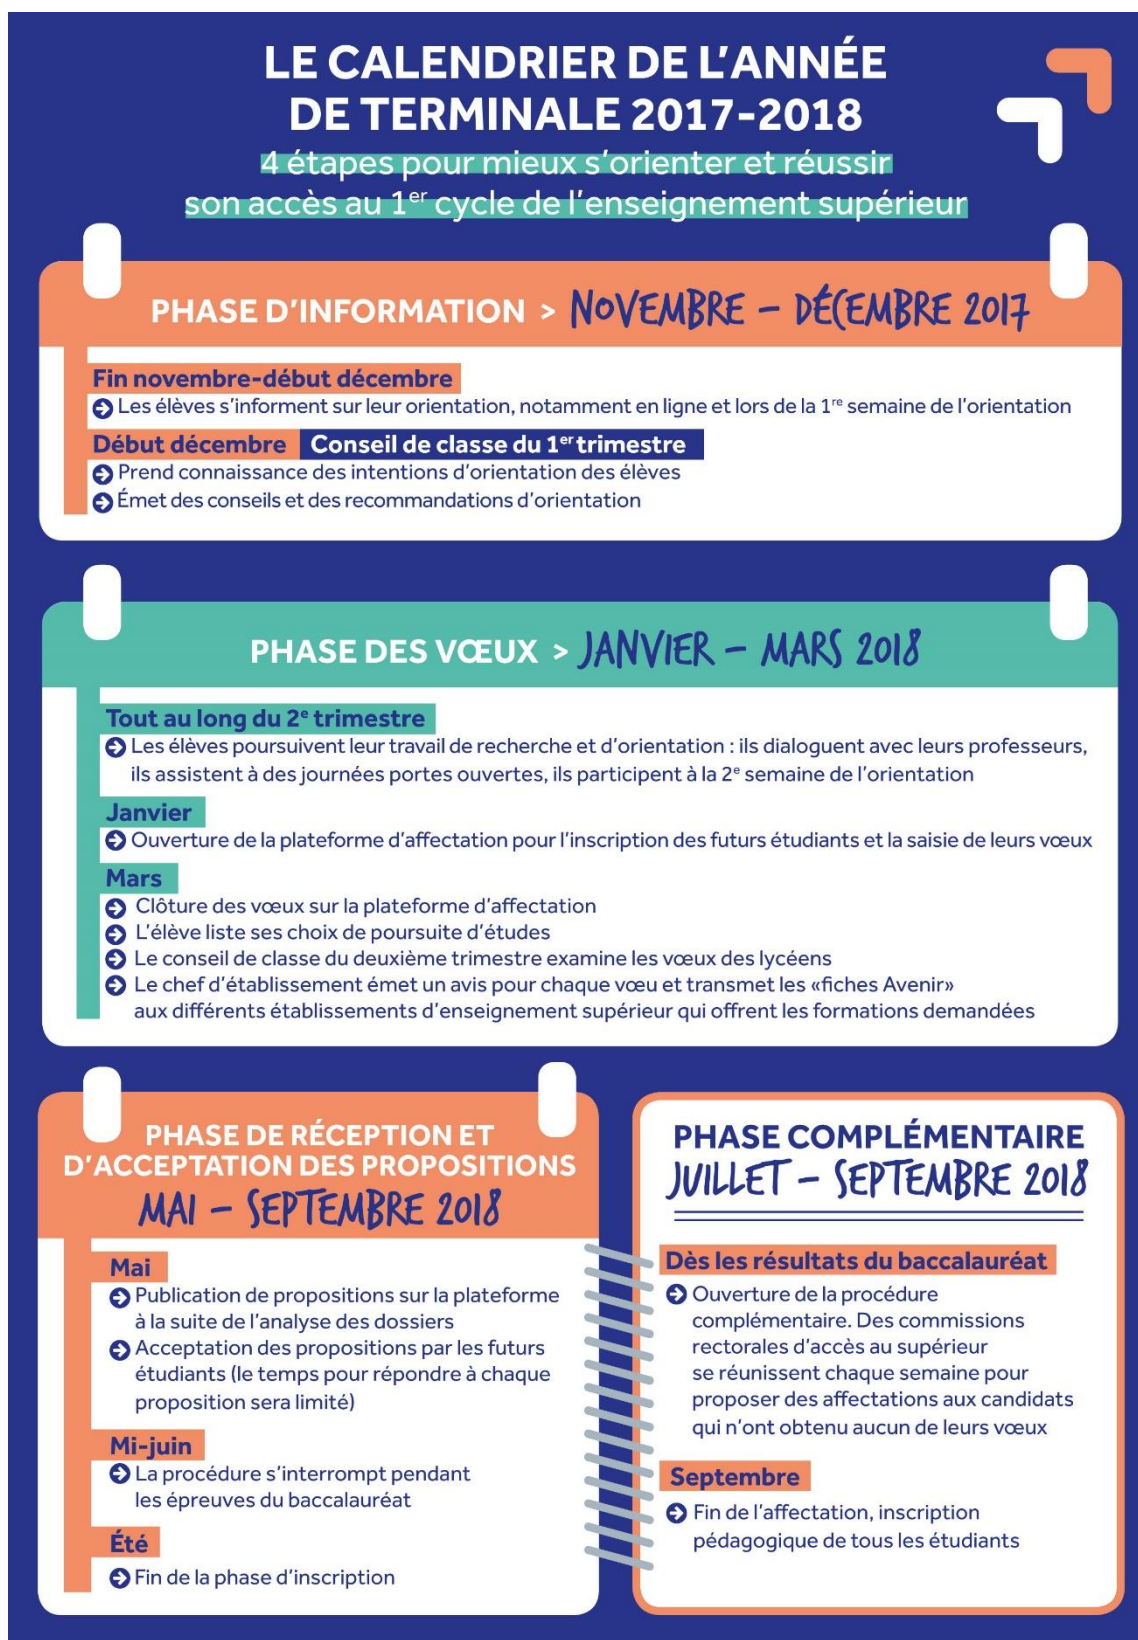 LE CALENDRIER DE L'ANNÉE
DE TERMINALE 2017-2018
4 étapes pour mieux s'orienter et réussir
son accès au 1er cycle de l'enseignement supérieur
PHASE D'INFORMATION > NOVEMBRE – DÉCEMBRE 2017
Fin novembre-début décembre
Les élèves s'informent sur leur orientation, notamment en ligne et lors de la 1re semaine de l'orientation
Début décembre Conseil de classe du 1er trimestre
Prend connaissance des intentions d'orientation des élèves
Émet des conseils et des recommandations d'orientation
PHASE DES VŒUX > JANVIER – MARS 2018
Tout au long du 2e trimestre
Les élèves poursuivent leur travail de recherche et d'orientation : ils dialoguent avec leurs professeurs,
ils assistent à des journées portes ouvertes, ils participent à la 2e semaine de l'orientation
Janvier
Ouverture de la plateforme d'affectation pour l'inscription des futurs étudiants et la saisie de leurs vœux
Mars
Clôture des vœux sur la plateforme d'affectation
L'élève liste ses choix de poursuite d'études
Le conseil de classe du deuxième trimestre examine les vœux des lycéens
Le chef d'établissement émet un avis pour chaque vœu et transmet les «fiches Avenir»
aux différents établissements d'enseignement supérieur qui offrent les formations demandées
PHASE DE RÉCEPTION ET
D'ACCEPTATION DES PROPOSITIONS
MAI – SEPTEMBRE 2018
Mai
Publication de propositions sur la plateforme
à la suite de l'analyse des dossiers
Acceptation des propositions par les futurs
étudiants (le temps pour répondre à chaque
proposition sera limité)
Mi-juin
La procédure s'interrompt pendant
les épreuves du baccalauréat
Été
Fin de la phase d'inscription
PHASE COMPLÉMENTAIRE
JUILLET – SEPTEMBRE 2018
Dès les résultats du baccalauréat
Ouverture de la procédure
complémentaire. Des commissions
rectorales d'accès au supérieur
se réunissent chaque semaine pour
proposer des affectations aux candidats
qui n'ont obtenu aucun de leurs vœux
Septembre
Fin de l'affectation, inscription
pédagogique de tous les étudiants